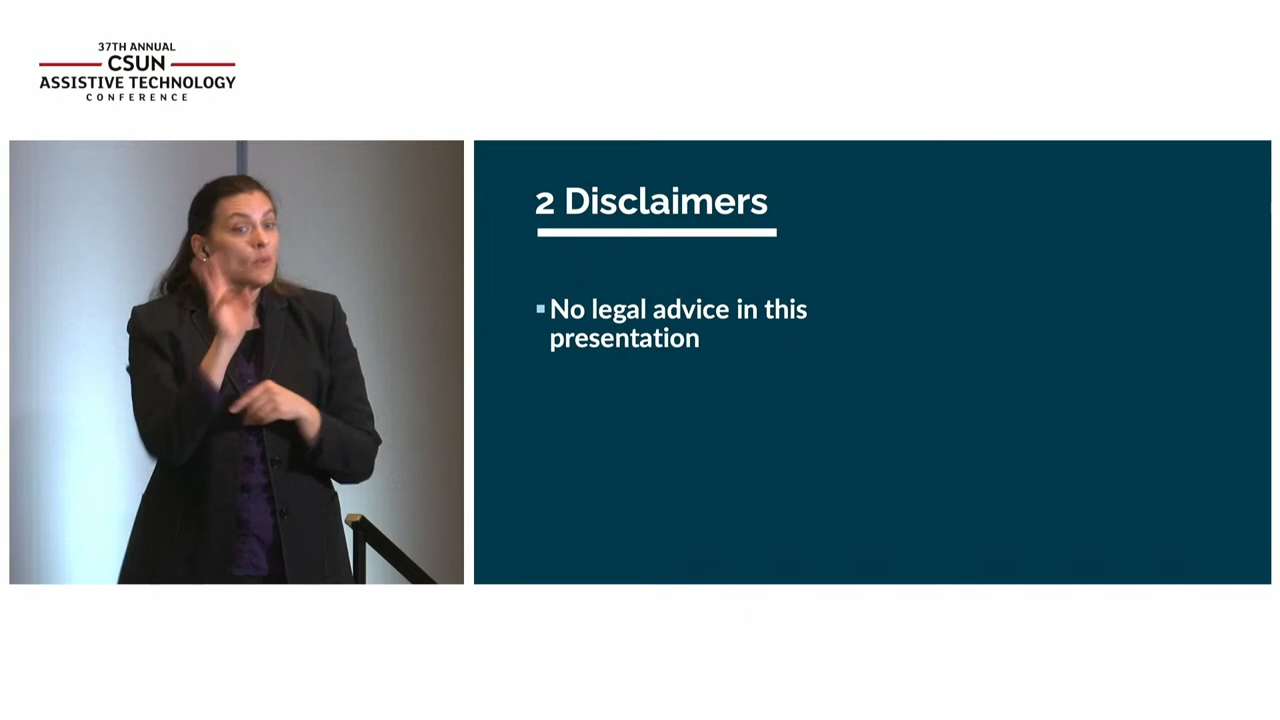 37TH ANNUAL
CSUN
ASSISTIVE TECHNOLOGY
CONFERENCE
2 Disclaimers
▪No legal advice in this
presentation